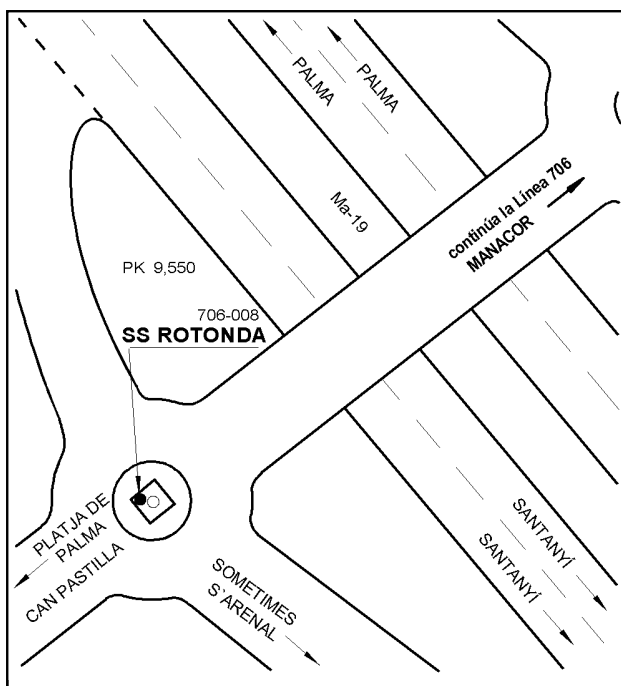 PALMA
PALMA
Ma-19
continúa la Línea 706
MANACOR
PK 9,550
706-008
SS ROTONDA
PLATJA DE
PALMA
CAN PASTILLA
SOMETIMES
S'ARENAL
SANTANYÍ
SANTANYÍ